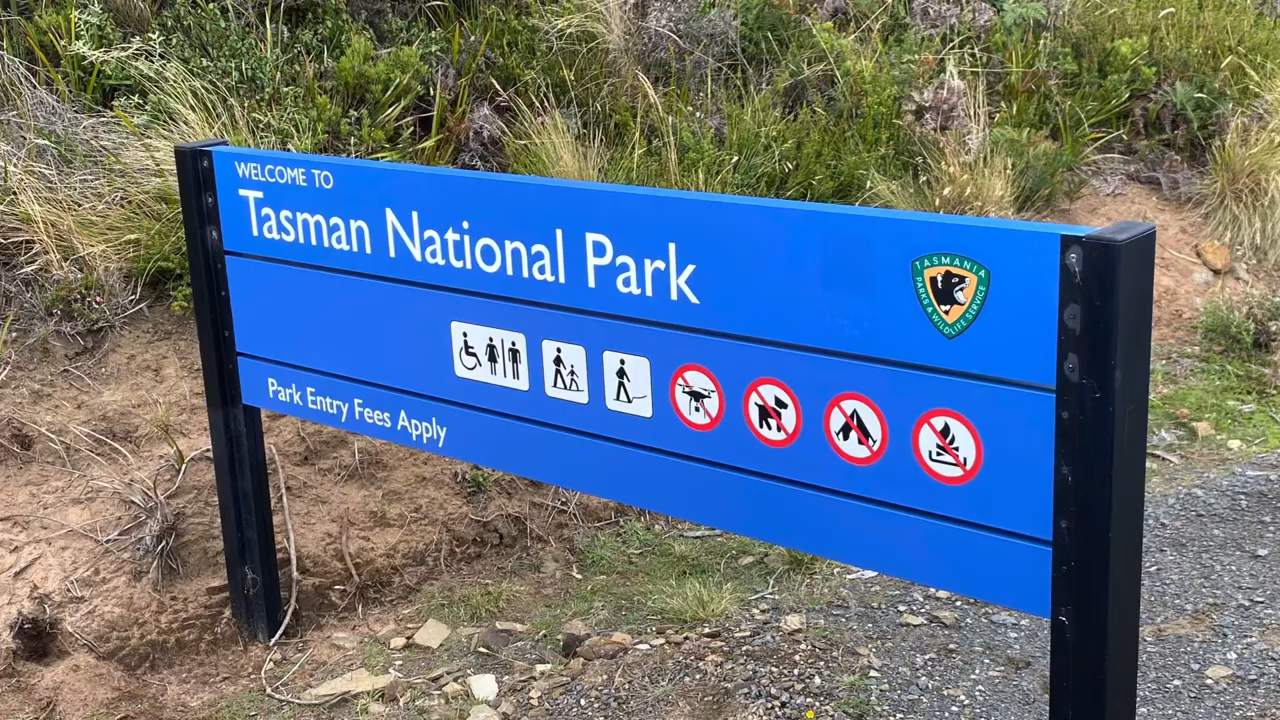 WELCOME TO
Tasman National Park
TASMANIA
PARKS & WILDLIFE SERVICE
Park Entry Fees Apply